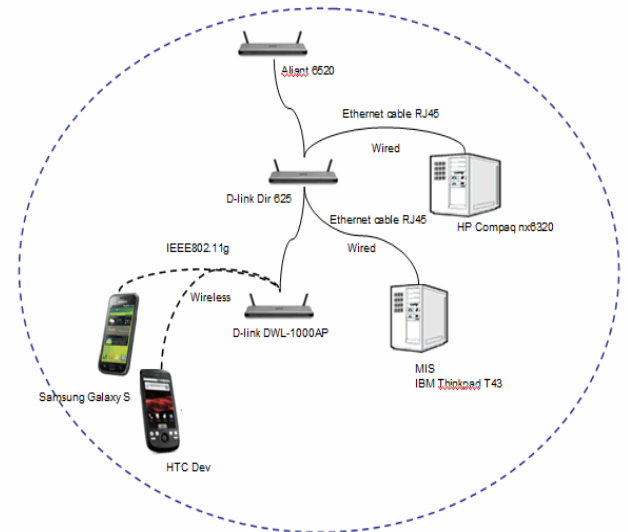 Aliant 6520
Ethernet cable RJ45
Wired
D-link Dir 625
HP Compaq nx6320
Ethernet cable RJ45
Wired
IEEE802.11g
Wireless
D-link DWL-1000AP
MIS
IBM Thinkpad T43
Samsung Galaxy S
HTC Dev